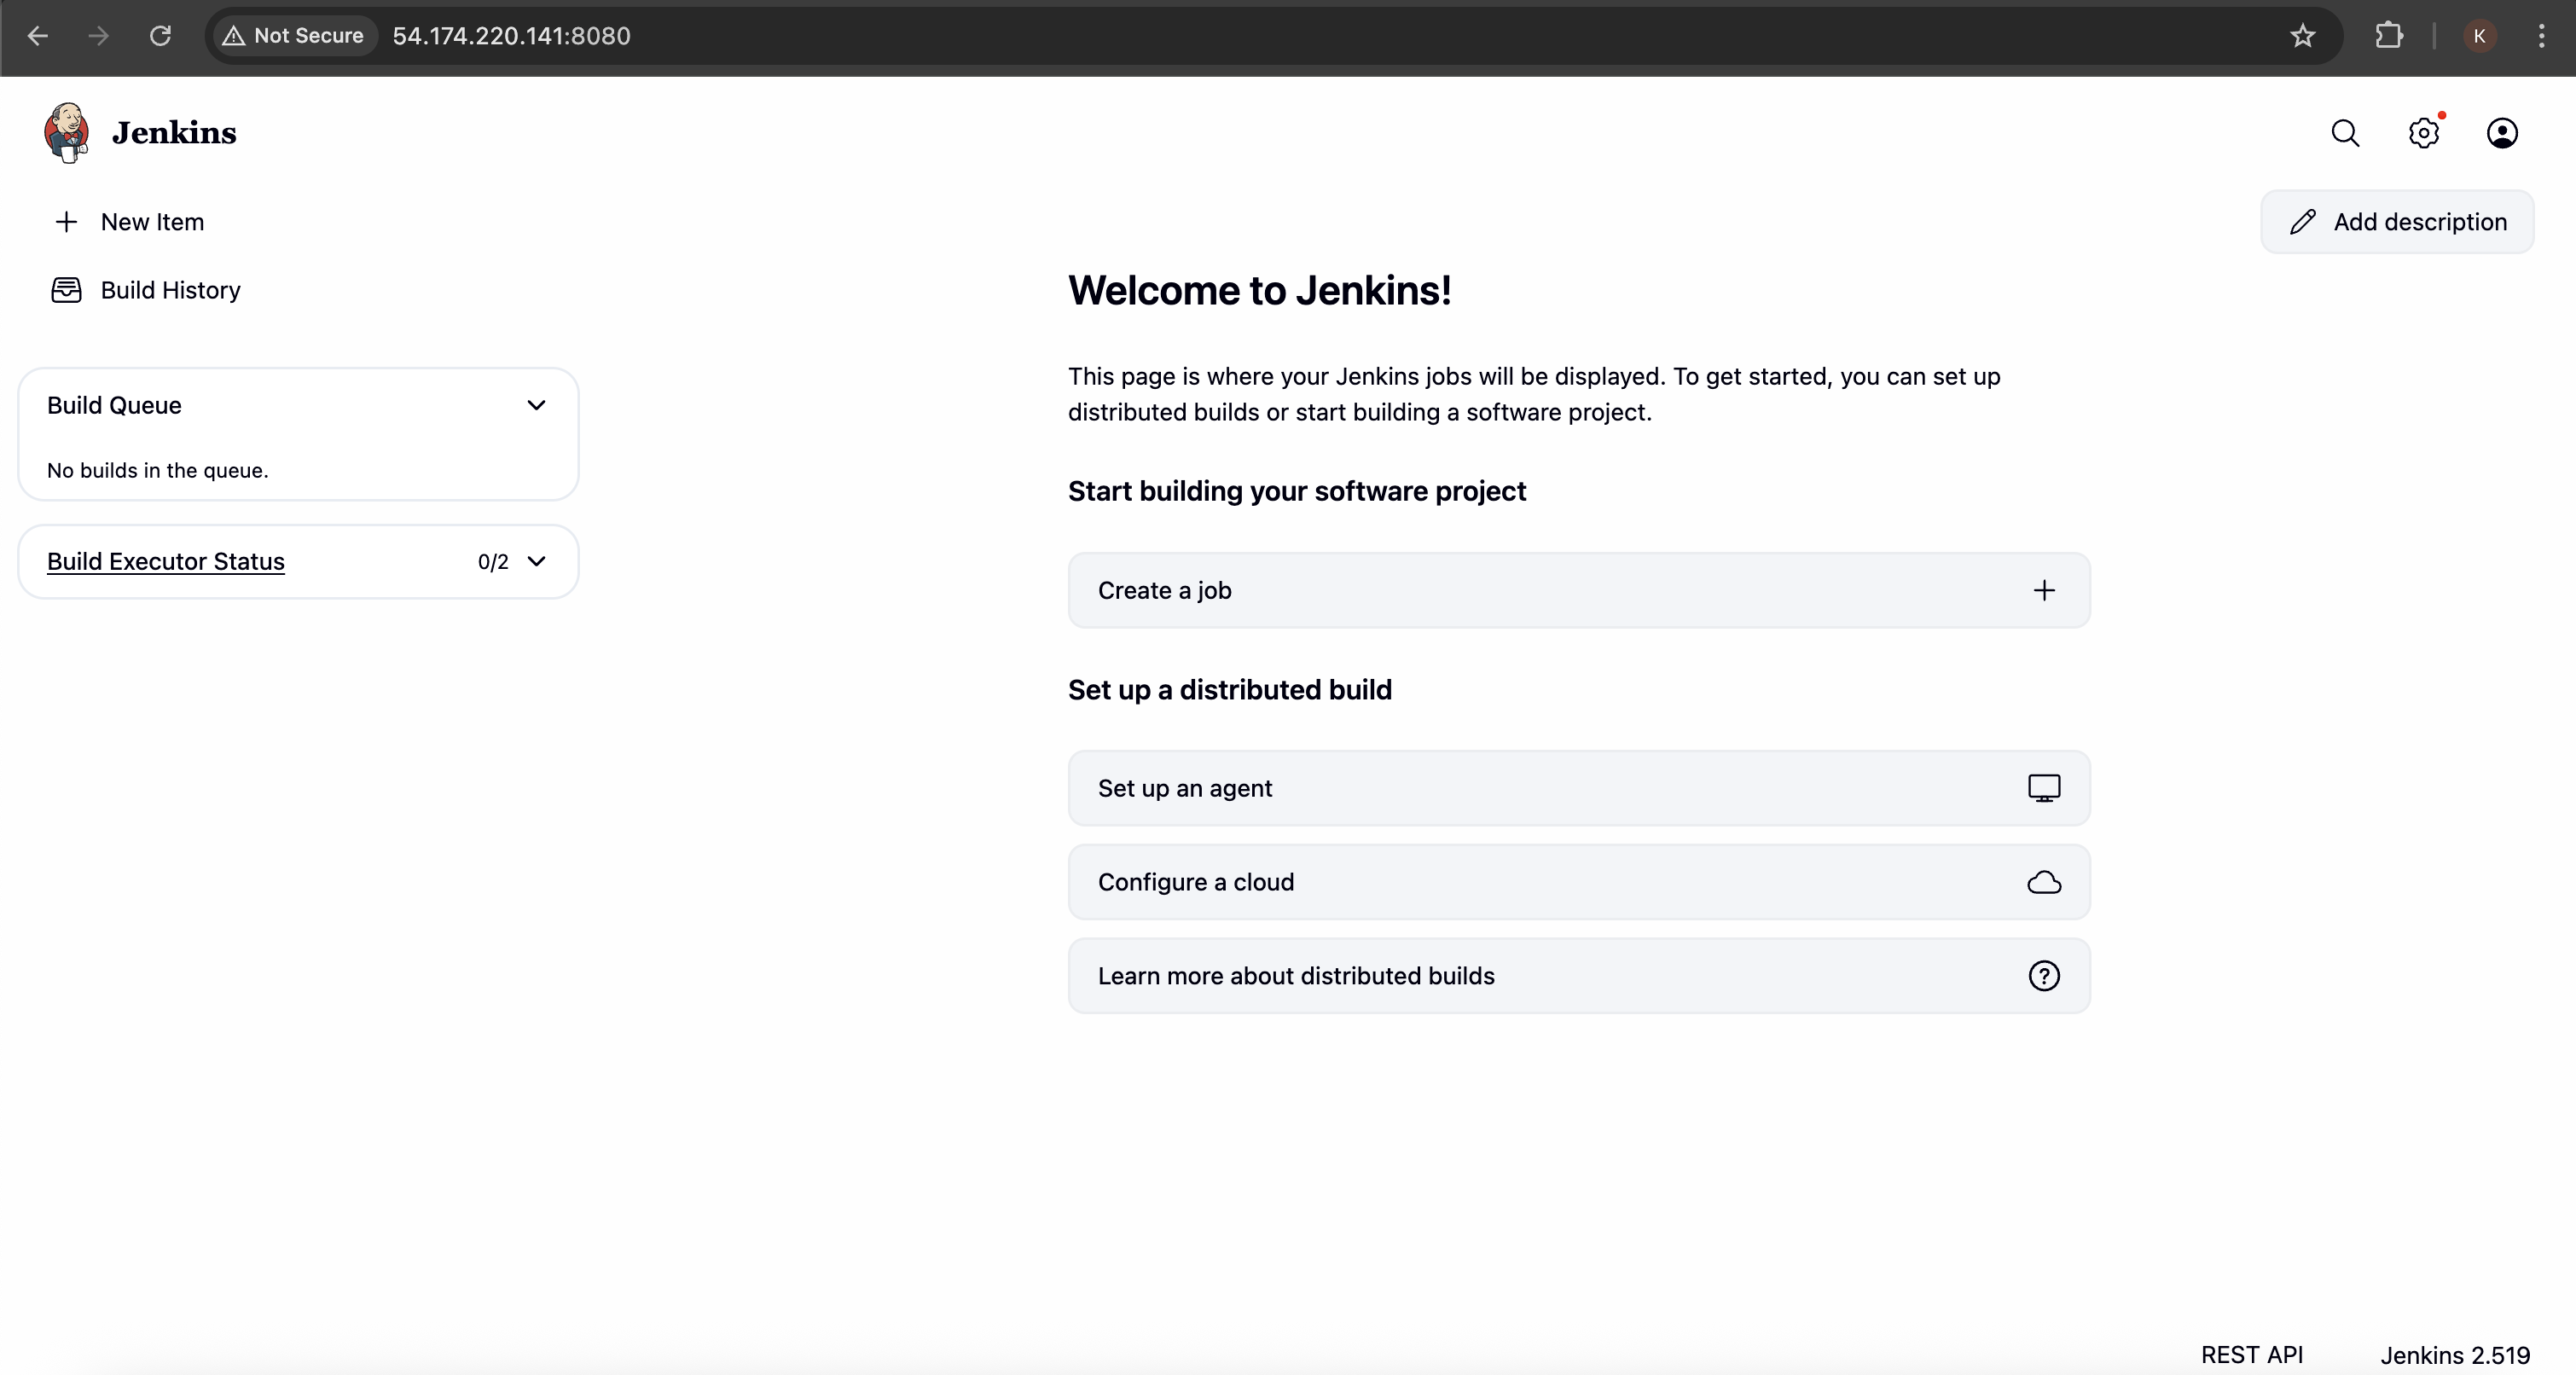 Not Secure 54.174.220.141:8080
K
Jenkins
New Item
Add description
Build History
Build Queue
No builds in the queue.
Build Executor Status 0/2
Welcome to Jenkins!
This page is where your Jenkins jobs will be displayed. To get started, you can set up
distributed builds or start building a software project.
Start building your software project
Create a job
Set up a distributed build
Set up an agent
Configure a cloud
Learn more about distributed builds
REST API
Jenkins 2.519